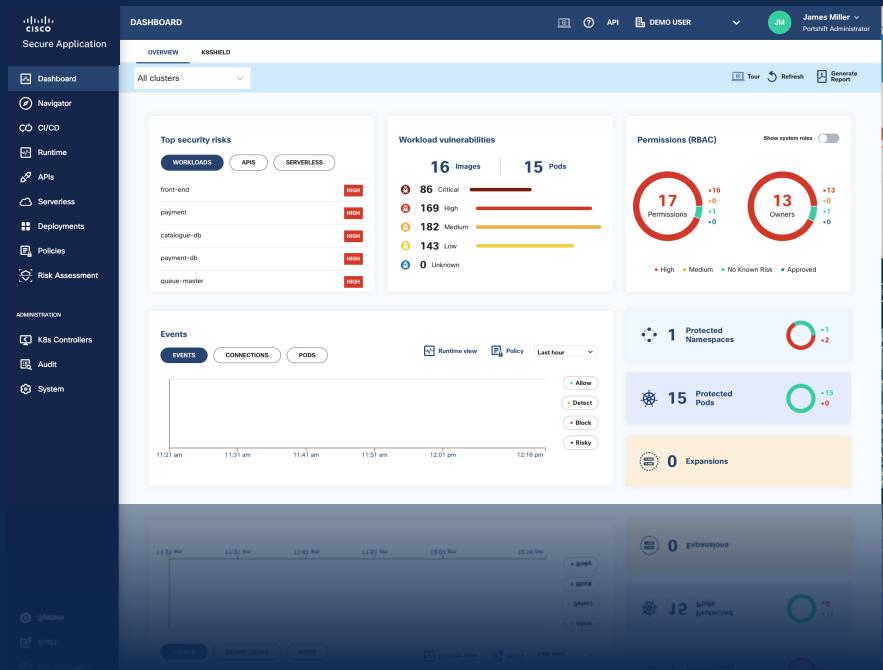 CISCO
Secure Application
DASHBOARD
API
DEMO USER
JM
James Miller
Portshift Administrator
OVERVIEW
K8SHIELD
All clusters
Tour
Refresh
Generate
Report
Dashboard
Navigator
CI/CD
Runtime
APIs
Serverless
Deployments
Policies
Risk Assessment
ADMINISTRATION
K8s Controllers
Audit
System
Top security risks
WORKLOADS
APIS
SERVERLESS
front-end HIGH
payment HIGH
catalogue-db HIGH
payment-db HIGH
queue-master HIGH
Workload vulnerabilities
16 Images
15 Pods
86 Critical
169 High
182 Medium
143 Low
0 Unknown
Permissions (RBAC)
Show system roles
17
Permissions
16
0
1
0
13
Owners
13
0
1
0
High Medium No Known Risk Approved
Events
EVENTS
CONNECTIONS
PODS
Runtime view
Policy
Last hour
Allow
Detect
Block
Risky
11:21 am 11:31 am 11:41 am 11:51 am 12:01 pm 12:16 pm
1 Protected
Namespaces
1
2
15 Protected
Pods
15
0
0 Expansions